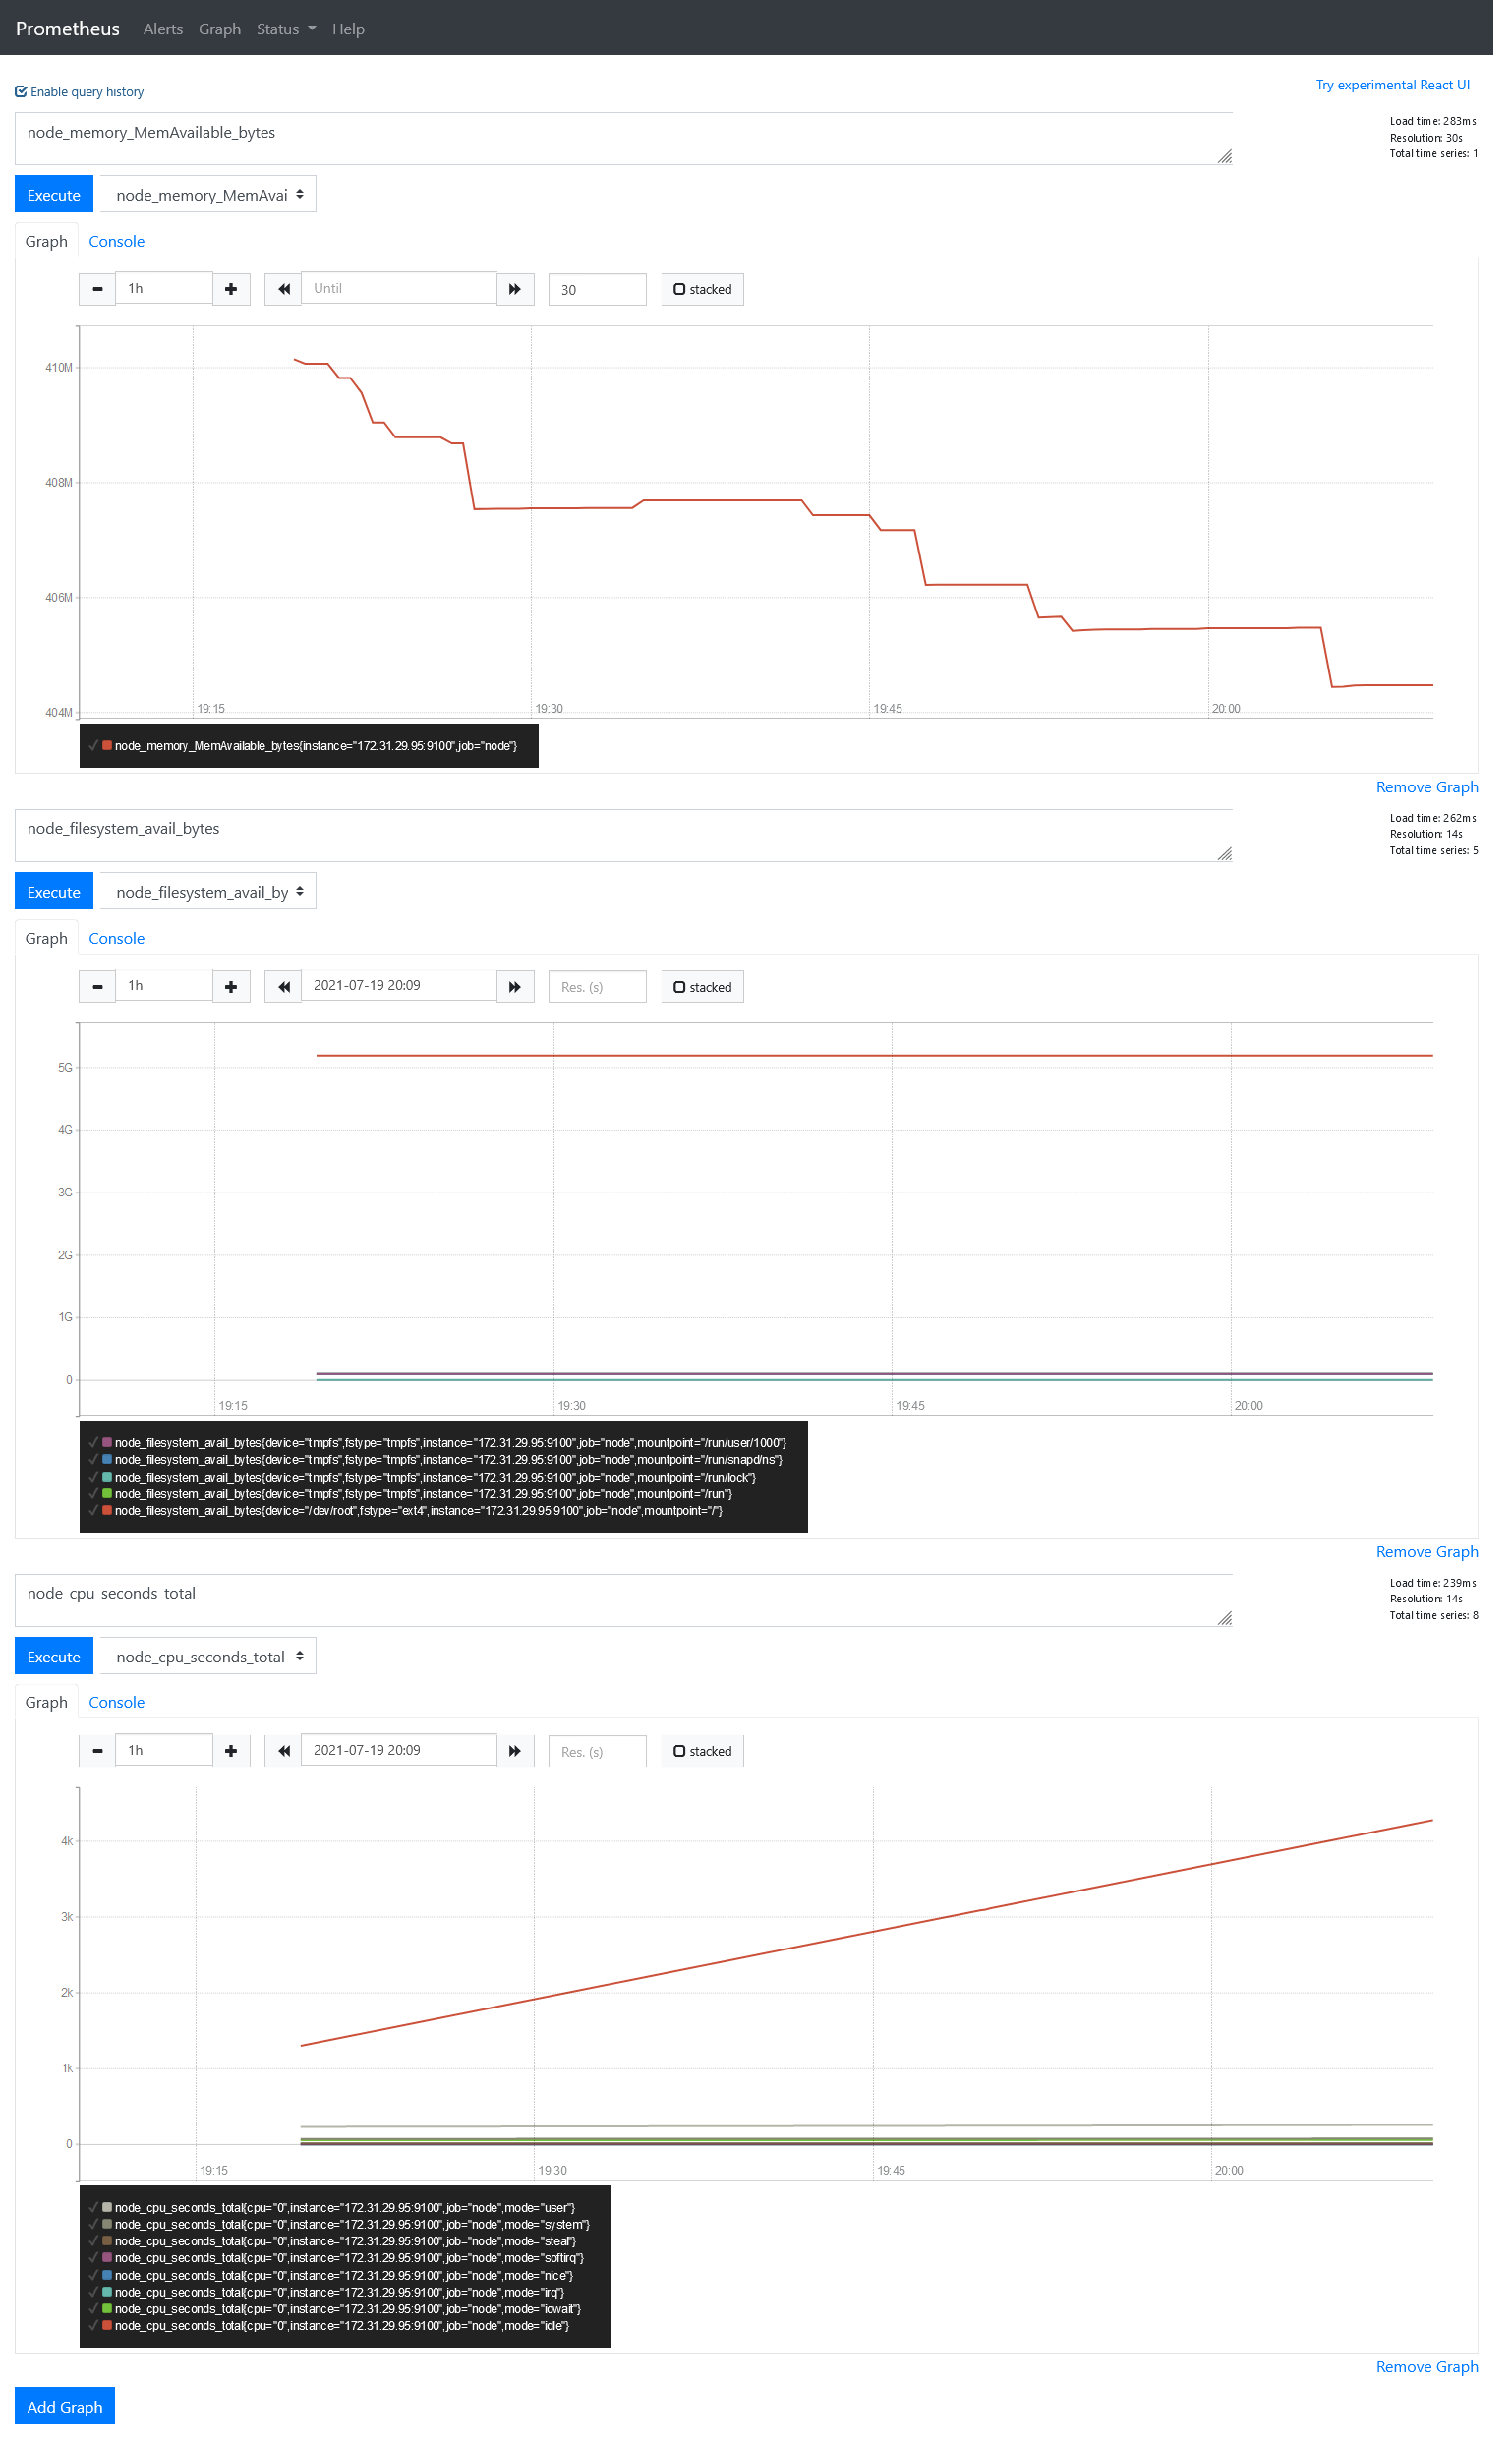 Prometheus Alerts Graph Status Help
Enable query history
Try experimental React UI
node_memory_MemAvailable_bytes
Load time: 283ms
Resolution: 30s
Total time series: 1
Execute node_memory_MemAvai
Graph Console
1h Until 30 stacked
410M
408M
406M
404M
19:15 19:30 19:45 20:00
node_memory_MemAvailable_bytes{instance="172.31.29.95:9100",job="node"}
Remove Graph
node_filesystem_avail_bytes
Load time: 262ms
Resolution: 14s
Total time series: 5
Execute node_filesystem_avail_by
Graph Console
1h 2021-07-19 20:09 Res. (s) stacked
5G
4G
3G
2G
1G
0
19:15 19:30 19:45 20:00
node_filesystem_avail_bytes{device="tmpfs",fstype="tmpfs",instance="172.31.29.95:9100",job="node",mountpoint="/run/user/1000"}
node_filesystem_avail_bytes{device="tmpfs",fstype="tmpfs",instance="172.31.29.95:9100",job="node",mountpoint="/run/snapd/ns"}
node_filesystem_avail_bytes{device="tmpfs",fstype="tmpfs",instance="172.31.29.95:9100",job="node",mountpoint="/run/lock"}
node_filesystem_avail_bytes{device="tmpfs",fstype="tmpfs",instance="172.31.29.95:9100",job="node",mountpoint="/run"}
node_filesystem_avail_bytes{device="/dev/root",fstype="ext4",instance="172.31.29.95:9100",job="node",mountpoint="/"}
Remove Graph
node_cpu_seconds_total
Load time: 239ms
Resolution: 14s
Total time series: 8
Execute node_cpu_seconds_total
Graph Console
1h 2021-07-19 20:09 Res. (s) stacked
4k
3k
2k
1k
0
19:15 19:30 19:45 20:00
node_cpu_seconds_total{cpu="0",instance="172.31.29.95:9100",job="node",mode="user"}
node_cpu_seconds_total{cpu="0",instance="172.31.29.95:9100",job="node",mode="system"}
node_cpu_seconds_total{cpu="0",instance="172.31.29.95:9100",job="node",mode="steal"}
node_cpu_seconds_total{cpu="0",instance="172.31.29.95:9100",job="node",mode="softirq"}
node_cpu_seconds_total{cpu="0",instance="172.31.29.95:9100",job="node",mode="nice"}
node_cpu_seconds_total{cpu="0",instance="172.31.29.95:9100",job="node",mode="irq"}
node_cpu_seconds_total{cpu="0",instance="172.31.29.95:9100",job="node",mode="iowait"}
node_cpu_seconds_total{cpu="0",instance="172.31.29.95:9100",job="node",mode="idle"}
Remove Graph
Add Graph